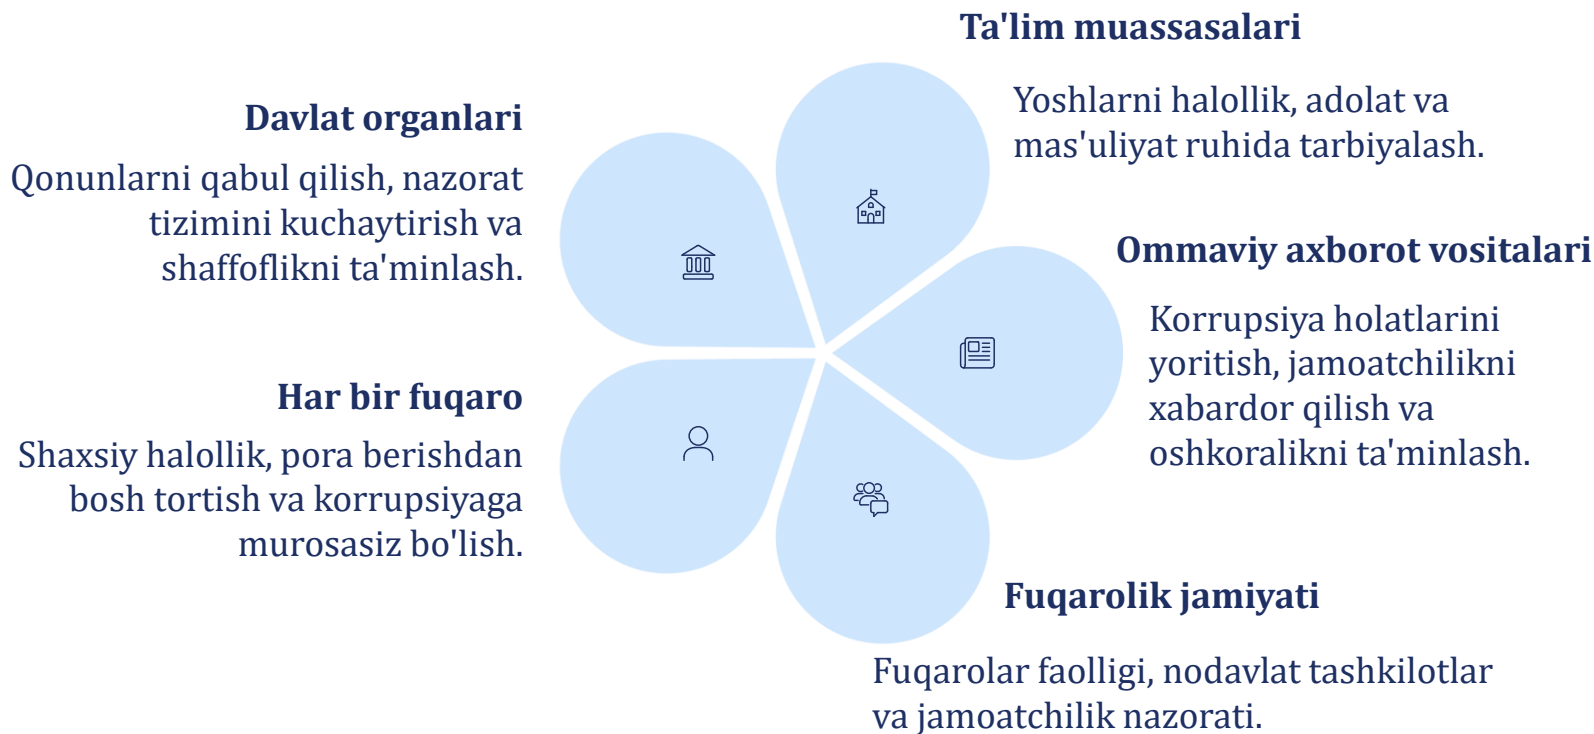 Ta'lim muassasalari
Yoshlarni halollik, adolat va
mas'uliyat ruhida tarbiyalash.
Davlat organlari
Qonunlarni qabul qilish, nazorat
tizimini kuchaytirish va
shaffoflikni ta'minlash.
Ommaviy axborot vositalari
Korrupsiya holatlarini
yoritish, jamoatchilikni
xabardor qilish va
oshkoralikni ta'minlash.
Har bir fuqaro
Shaxsiy halollik, pora berishdan
bosh tortish va korrupsiyaga
murosasiz bo'lish.
Fuqarolik jamiyati
Fuqarolar faolligi, nodavlat tashkilotlar
va jamoatchilik nazorati.